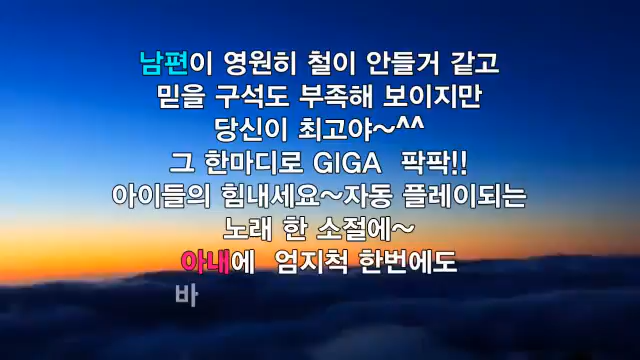 남편이 영원히 철이 안들거 같고
믿을 구석도 부족해 보이지만
당신이 최고야~^^
그 한마디로 GIGA 팍팍!!
아이들의 힘내세요~자동 플레이되는
노래 한 소절에~
아내에 엄지척 한번에도
바